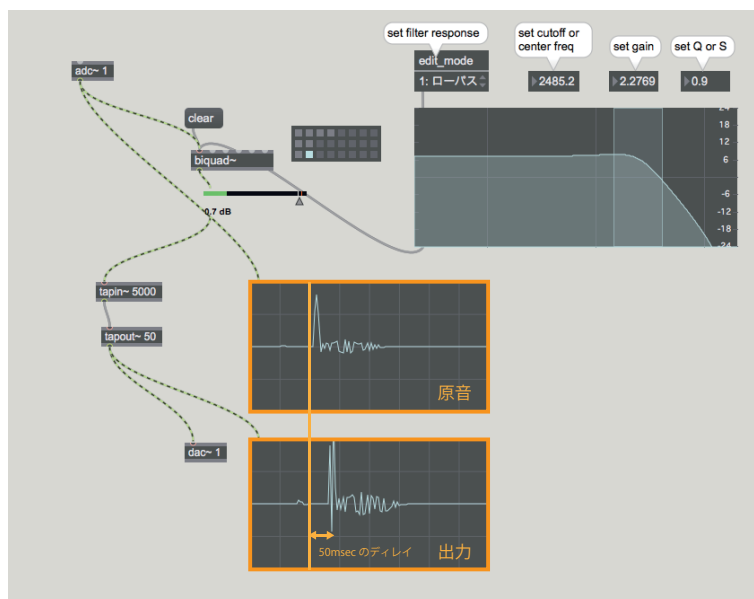 set filter response
set cutoff or
center freq
set gain
set Q or S
edit_mode
1: ローパス
2485.2
2.2769
0.9
adc~ 1
clear
biquad~
0.7 dB
24
18
12
6
-6
-12
-18
-24
tapin~ 5000
tapout~ 50
dac~ 1
原音
50msec のディレイ
出力